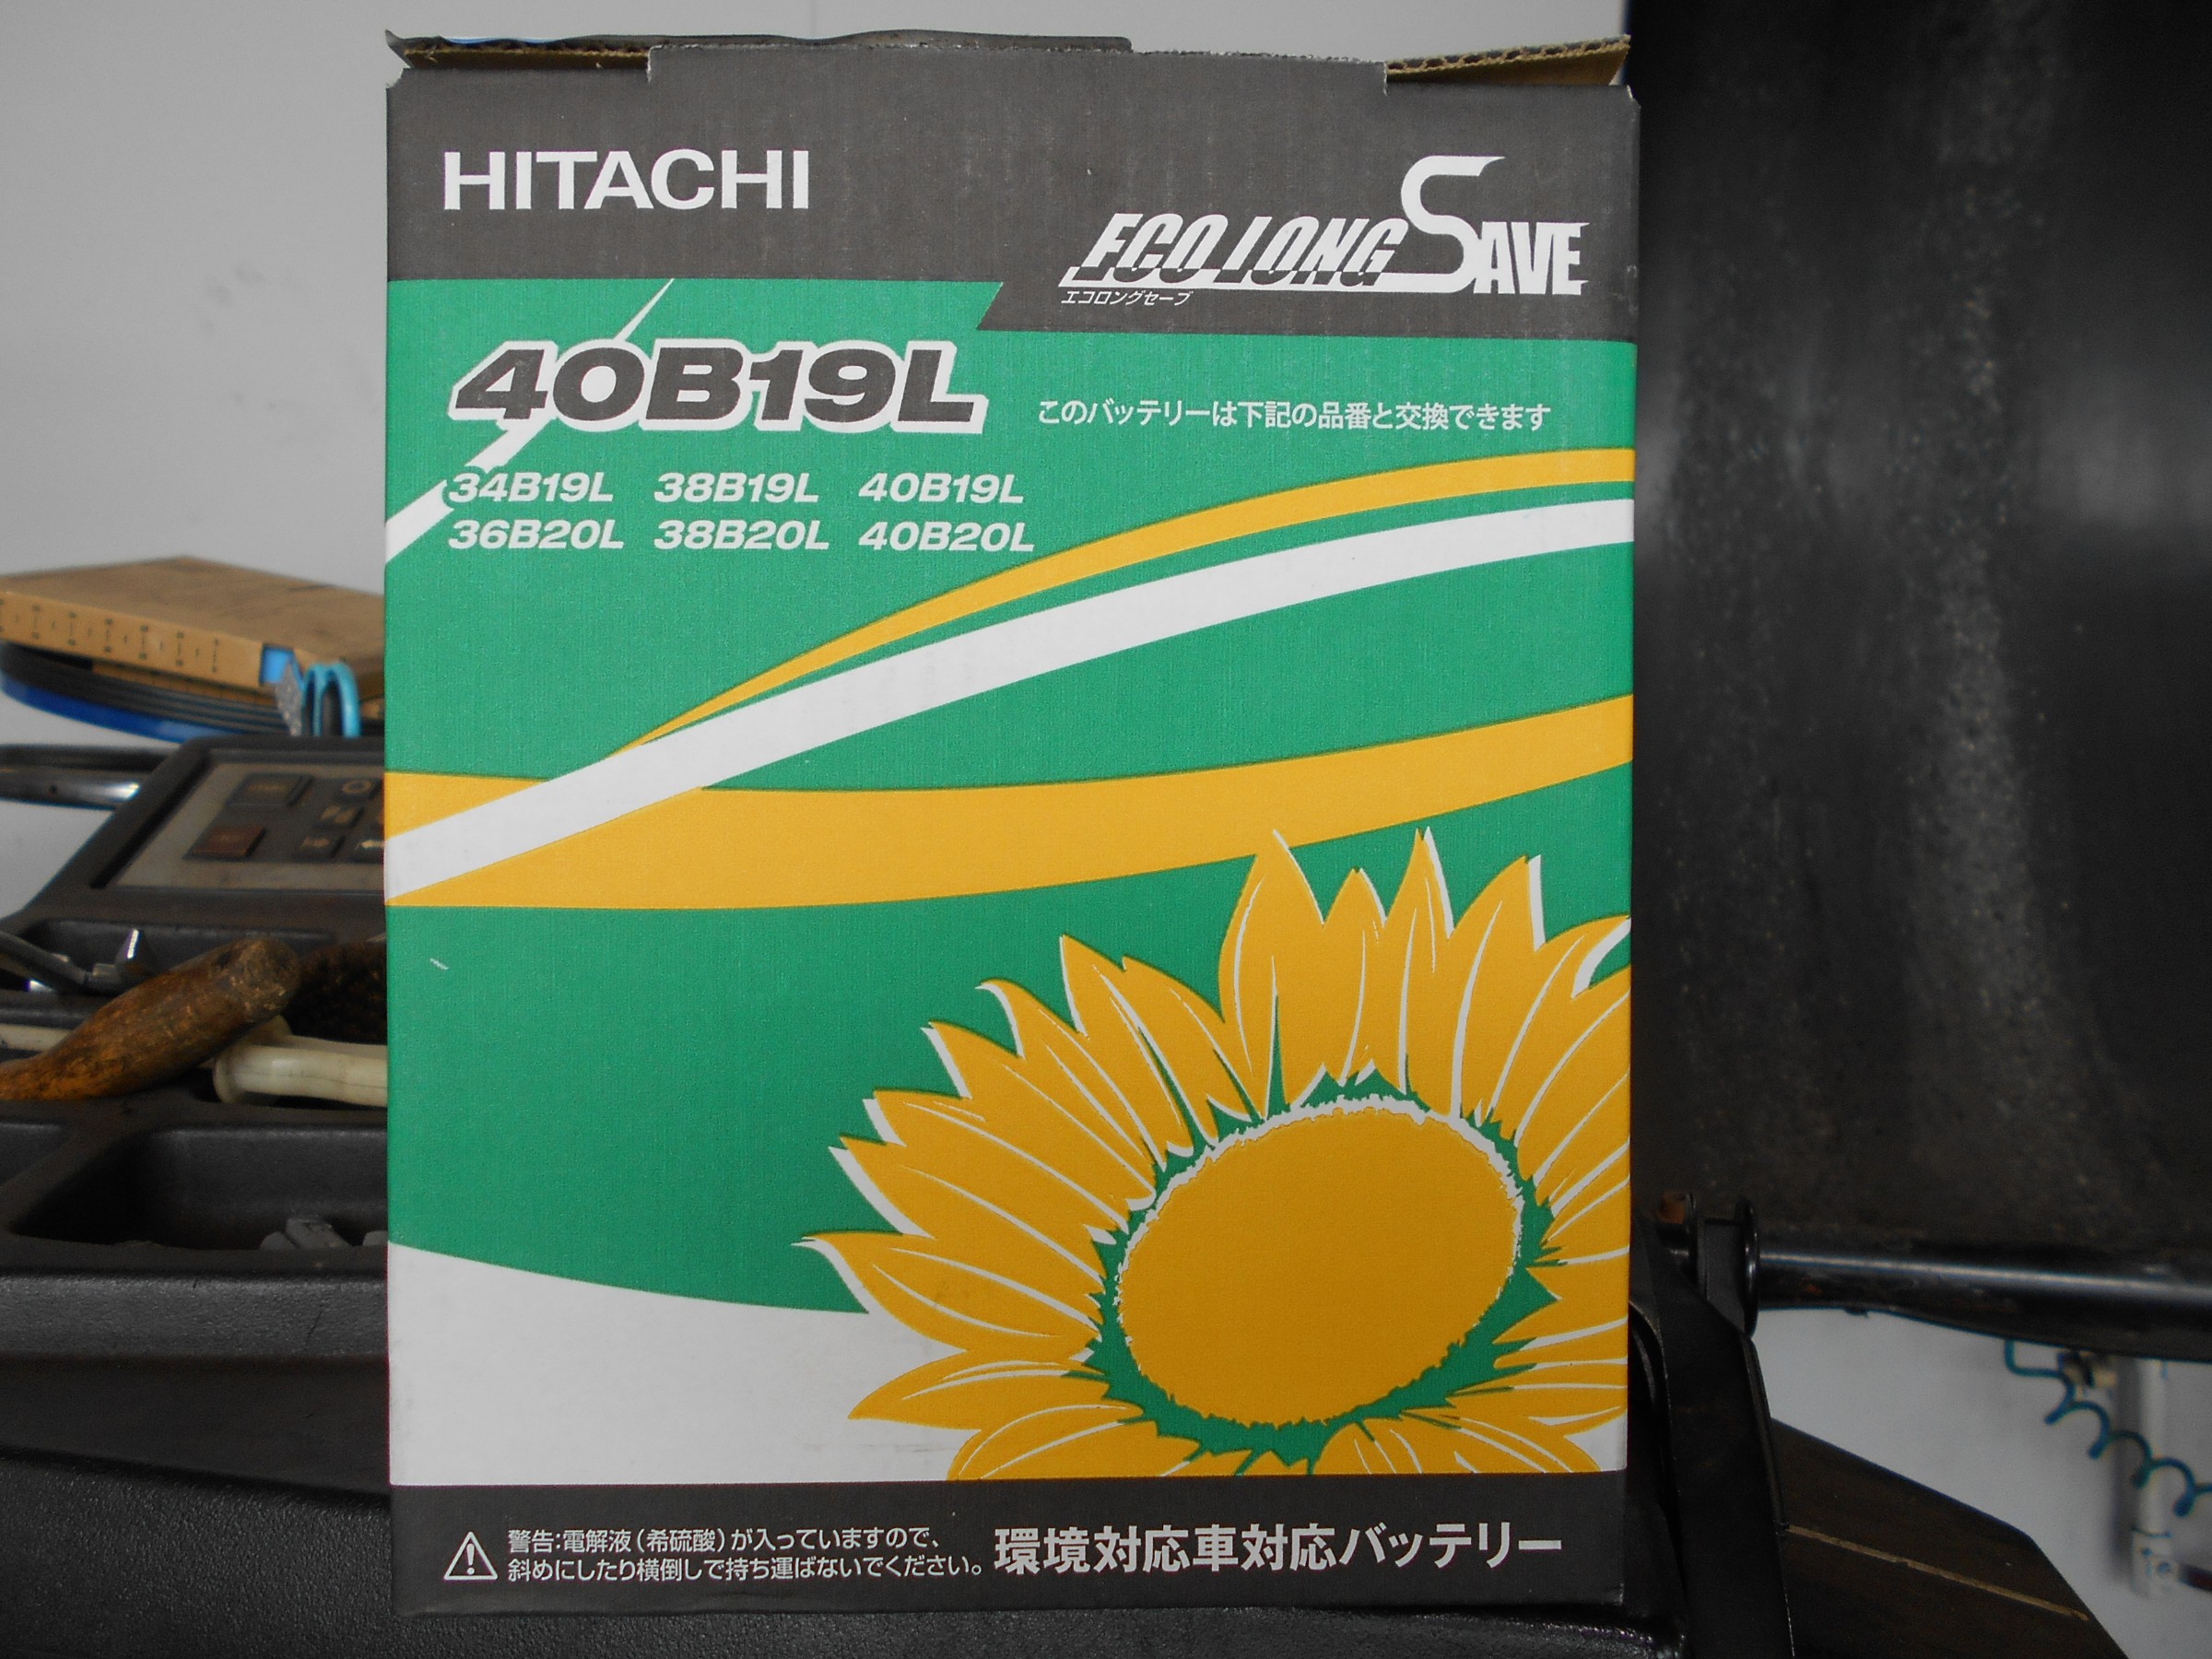 HITACHI
ECO LONG SAVE
エコロングセーブ
40B19L
このバッテリーは下記の品番と交換できます
34B19L 38B19L 40B19L
36B20L 38B20L 40B20L
警告:電解液(希硫酸)が入っていますので、
斜めにしたり横倒しで持ち運ばないでください。
環境対応車対応バッテリー